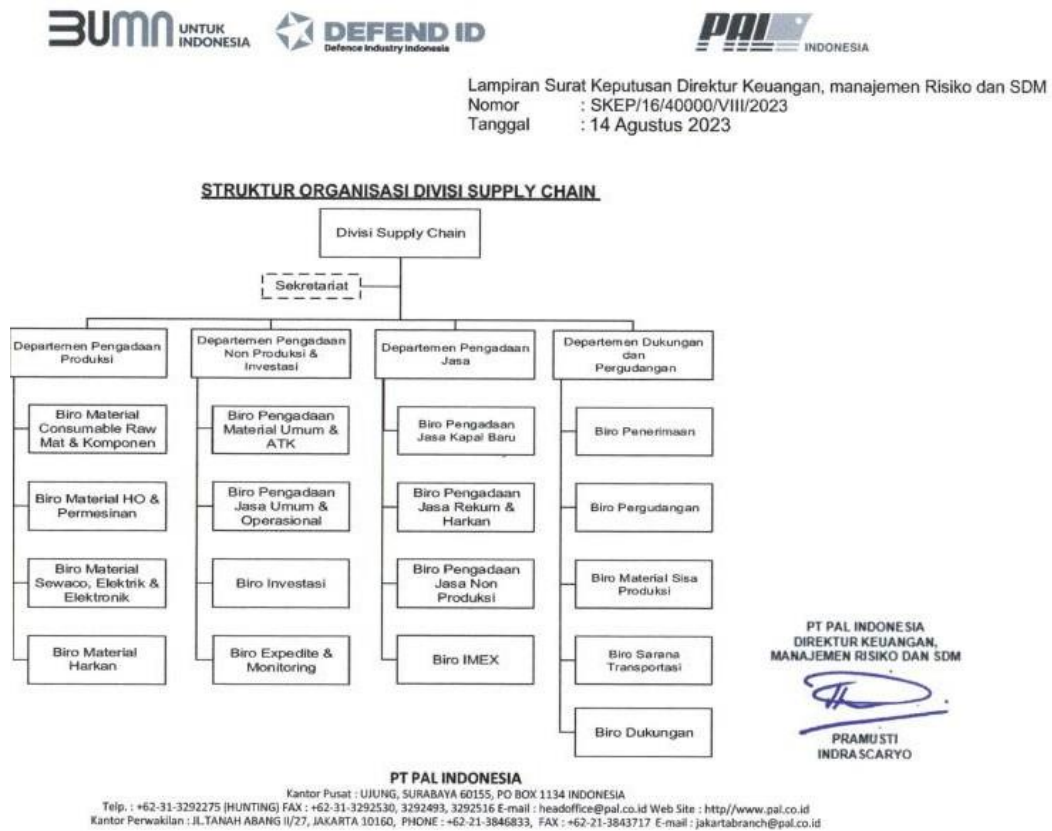 BUMN UNTUK
INDONESIA
DEFEND ID
Defence Industry Indonesia
PAL
INDONESIA
Lampiran Surat Keputusan Direktur Keuangan, manajemen Risiko dan SDM
Nomor : SKEP/16/40000/VIII/2023
Tanggal : 14 Agustus 2023
STRUKTUR ORGANISASI DIVISI SUPPLY CHAIN
Divisi Supply Chain
Sekretariat
Departemen Pengadaan
Produksi
Departemen Pengadaan
Non Produksi &
Investasi
Departemen Pengadaan
Jasa
Departemen Dukungan
dan
Pergudangan
Biro Material
Consumable Raw
Mat & Komponen
Biro Pengadaan
Material Umum &
ATK
Biro Pengadaan
Jasa Kapal Baru
Biro Penerimaan
Biro Material HO &
Permesinan
Biro Pengadaan
Jasa Umum &
Operasional
Biro Pengadaan
Jasa Rekum &
Harkan
Biro Pergudangan
Biro Material
Sewaco, Elektrik &
Elektronik
Biro Investasi
Biro Pengadaan
Jasa Non
Produksi
Biro Material Sisa
Produksi
Biro Material
Harkan
Biro Expedite &
Monitoring
Biro IMEX
Biro Sarana
Transportasi
Biro Dukungan
PT PAL INDONESIA
DIREKTUR KEUANGAN,
MANAJEMEN RISIKO DAN SDM
PRAMUSTI
INDRASCARYO
PT PAL INDONESIA
Kantor Pusat : UJUNG, SURABAYA 60155, PO BOX 1134 INDONESIA
Telp. : +62-31-3292275 (HUNTING) FAX : +62-31-3292530, 3292493, 3292516 E-mail : headoffice@pal.co.id Web Site : http//www.pal.co.id
Kantor Perwakilan : JL.TANAH ABANG II/27, JAKARTA 10160, PHONE : +62-21-3846833, FAX : +62-21-3843717 E-mail : jakartabranch@pal.co.id